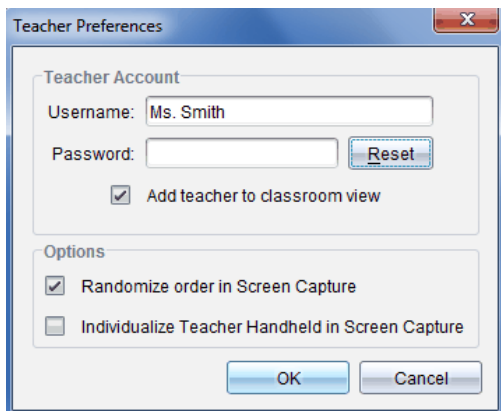 Teacher Preferences
Teacher Account
Username: Ms. Smith
Password: Reset
Add teacher to classroom view
Options
Randomize order in Screen Capture
Individualize Teacher Handheld in Screen Capture
OK Cancel